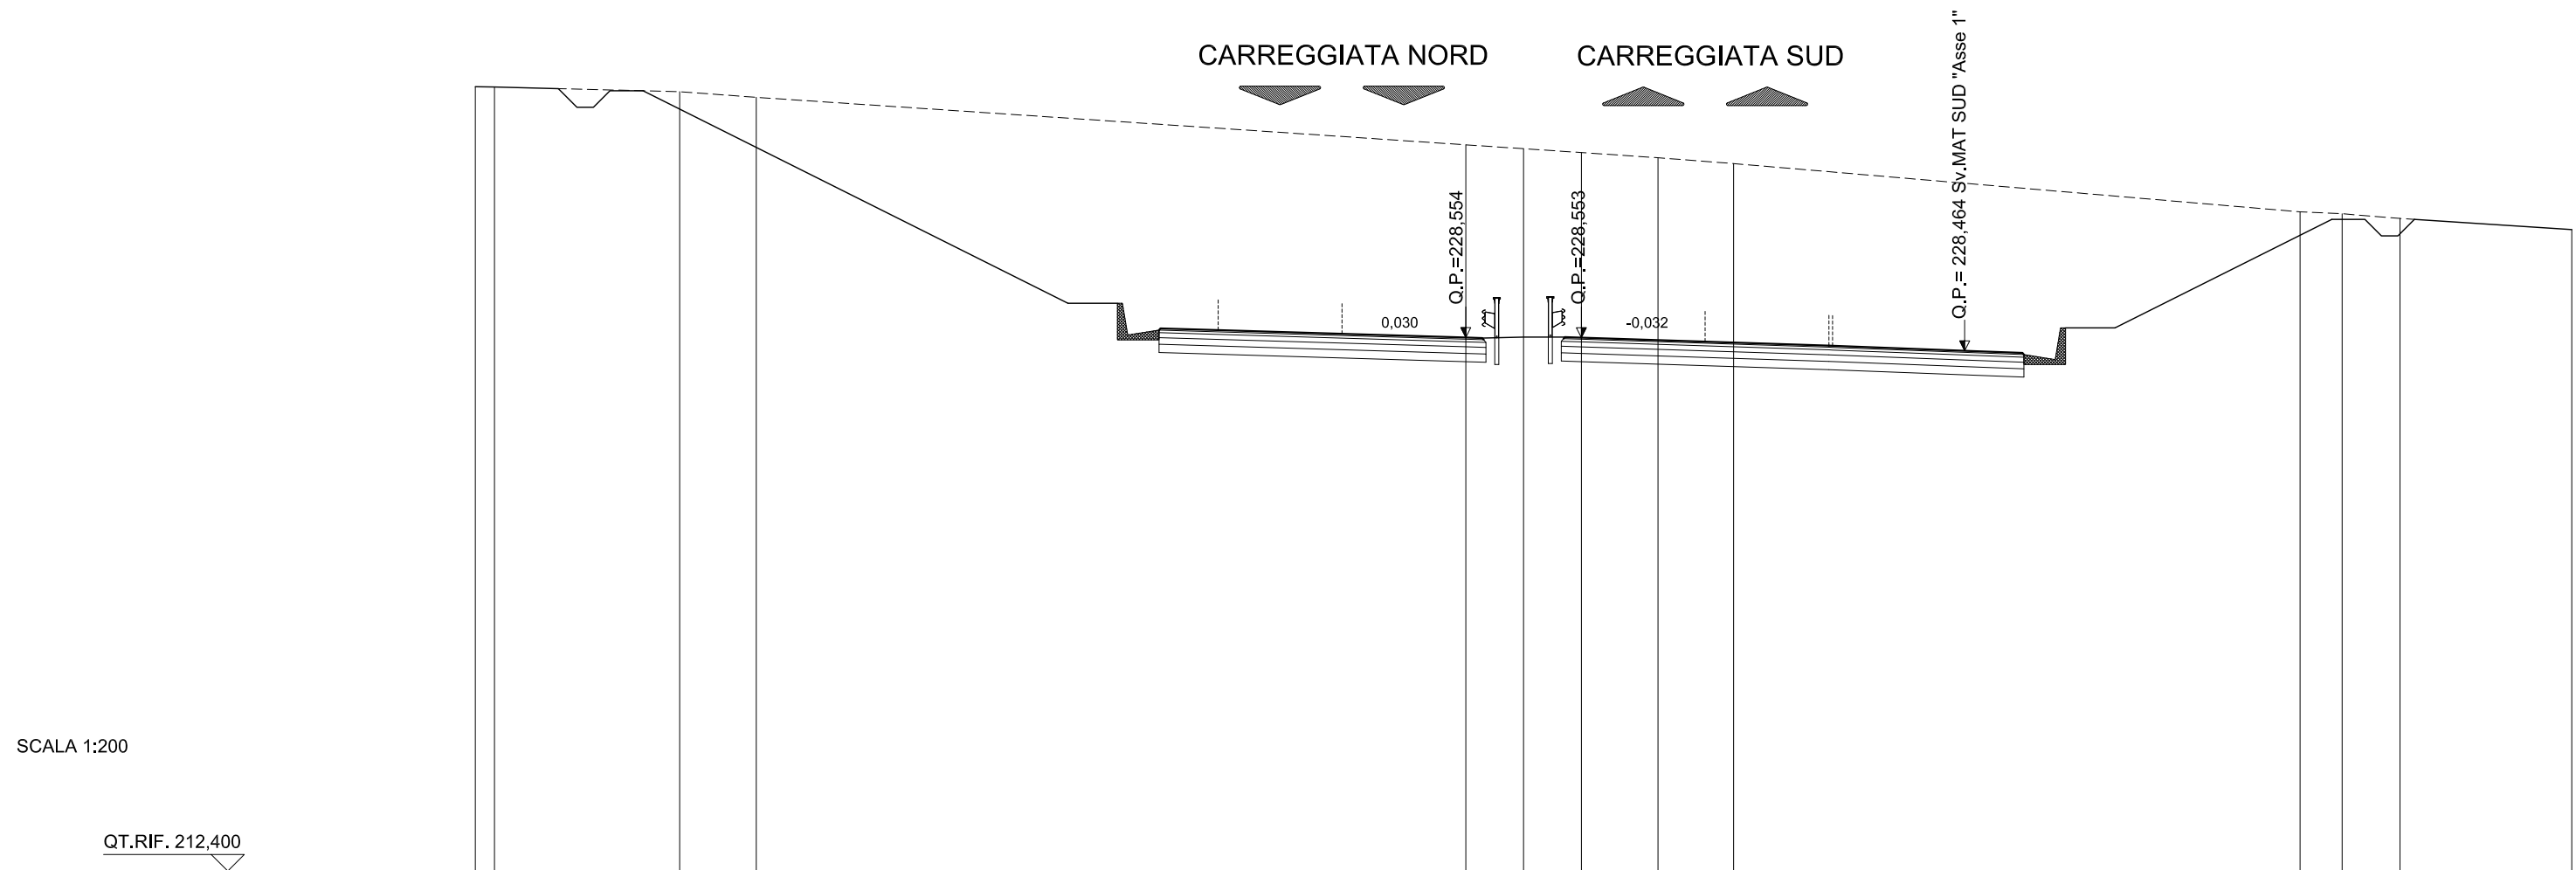 CARREGGIATA NORD
CARREGGIATA SUD
Q.P.=228,554
Q.P.=228,553
Q.P.= 228,464 Sv.MAT SUD "Asse 1"
0,030
-0,032
SCALA 1:200
QT.RIF. 212,400